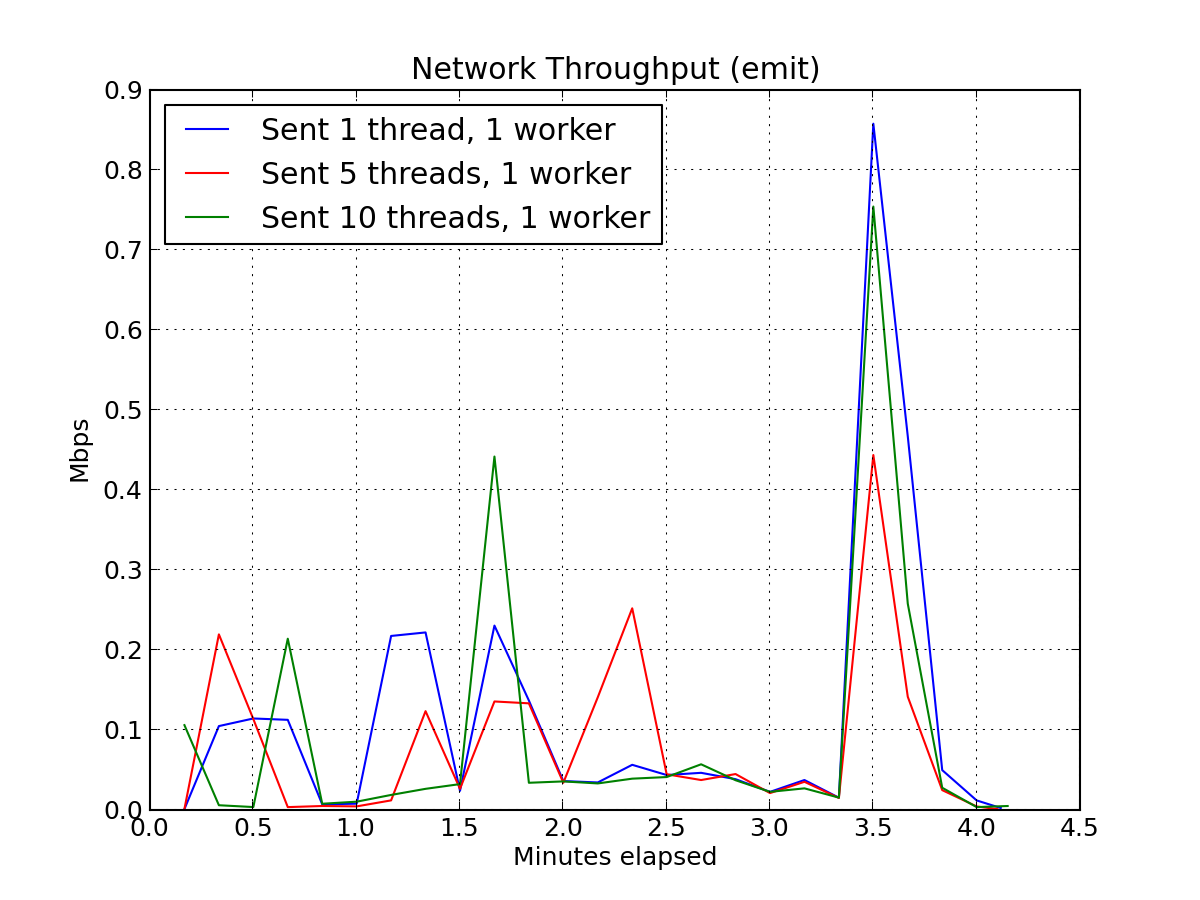 Network Throughput (emit)
Sent 1 thread, 1 worker
Sent 5 threads, 1 worker
Sent 10 threads, 1 worker
0.9
0.8
0.7
0.6
0.5
0.4
0.3
0.2
0.1
0.0
Mbps
0.0 0.5 1.0 1.5 2.0 2.5 3.0 3.5 4.0 4.5
Minutes elapsed